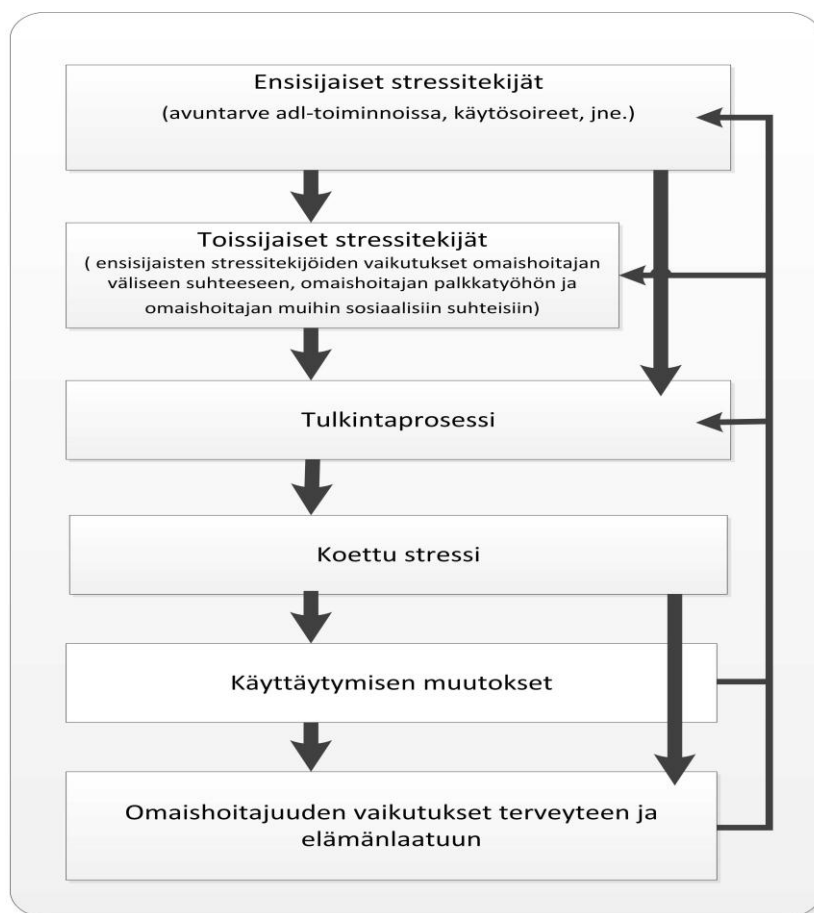 Ensisijaiset stressitekijät
(avuntarve adl-toiminnoissa, käytösoireet, jne.)
Toissijaiset stressitekijät
( ensisijaisten stressitekijöiden vaikutukset omaishoitajan
väliseen suhteeseen, omaishoitajan palkkatyöhön ja
omaishoitajan muihin sosiaalisiin suhteisiin)
Tulkintaprosessi
Koettu stressi
Käyttäytymisen muutokset
Omaishoitajuuden vaikutukset terveyteen ja
elämänlaatuun